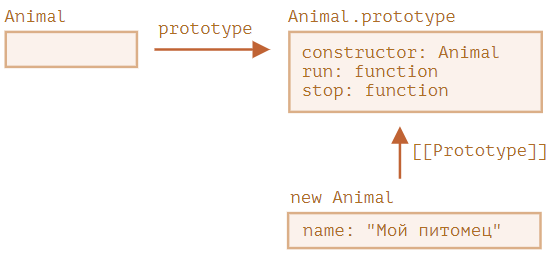 Animal
prototype
Animal.prototype
constructor: Animal
run: function
stop: function
[[Prototype]]
new Animal
name: "Мой питомец"